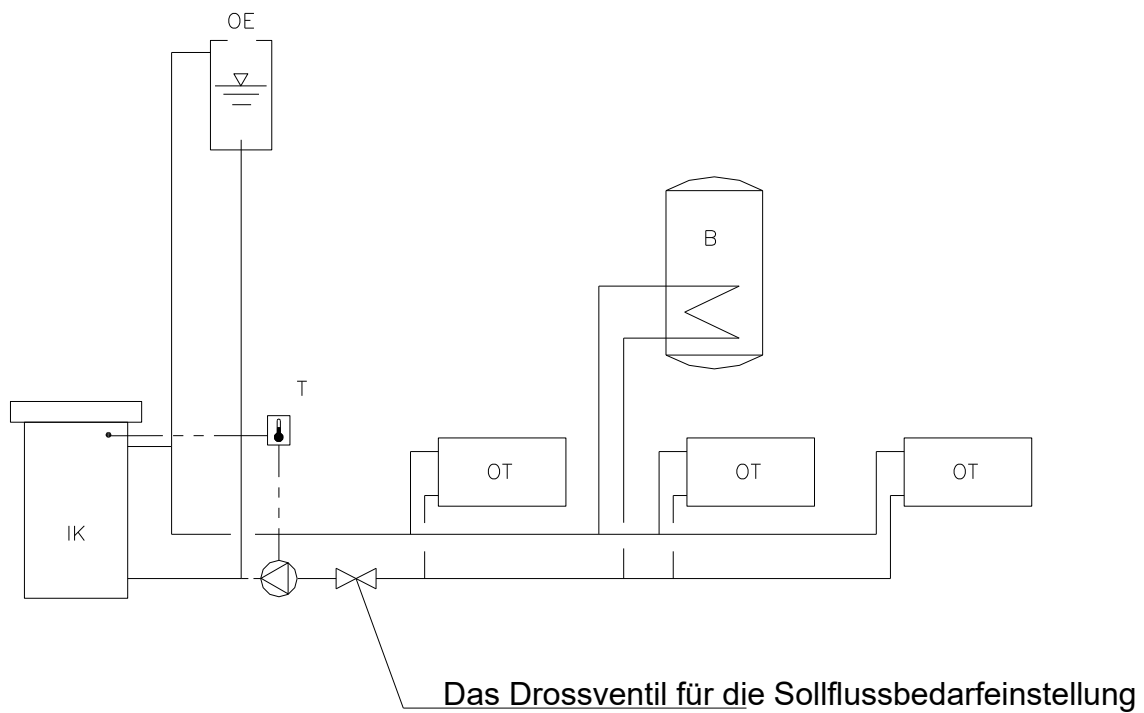 OE
B
T
OT
OT
OT
IK
Das Drossventil für die Sollflussbedarfeinstellung